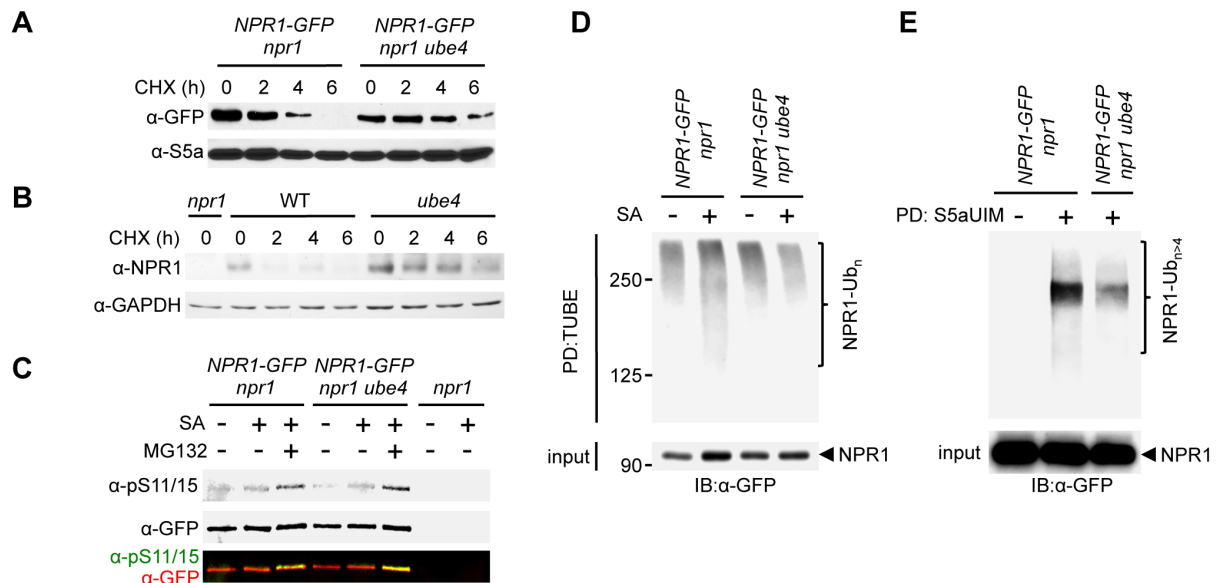 A
NPR1-GFP npr1
NPR1-GFP npr1 ube4
CHX (h) 0 2 4 6 0 2 4 6
α-GFP
α-S5a
B
npr1 WT ube4
CHX (h) 0 0 2 4 6 0 2 4 6
α-NPR1
α-GAPDH
C
NPR1-GFP npr1
NPR1-GFP npr1 ube4
npr1
SA - + + - + + - +
MG132 - - + - - + - -
α-pS11/15
α-GFP
α-pS11/15
α-GFP
D
NPR1-GFP npr1
NPR1-GFP npr1 ube4
SA - + - +
PD:TUBE
250
125
NPR1-Ubn
input
90
NPR1
IB:α-GFP
E
NPR1-GFP npr1
NPR1-GFP npr1 ube4
PD: S5aUIM - + +
NPR1-Ubn>4
input
NPR1
IB:α-GFP